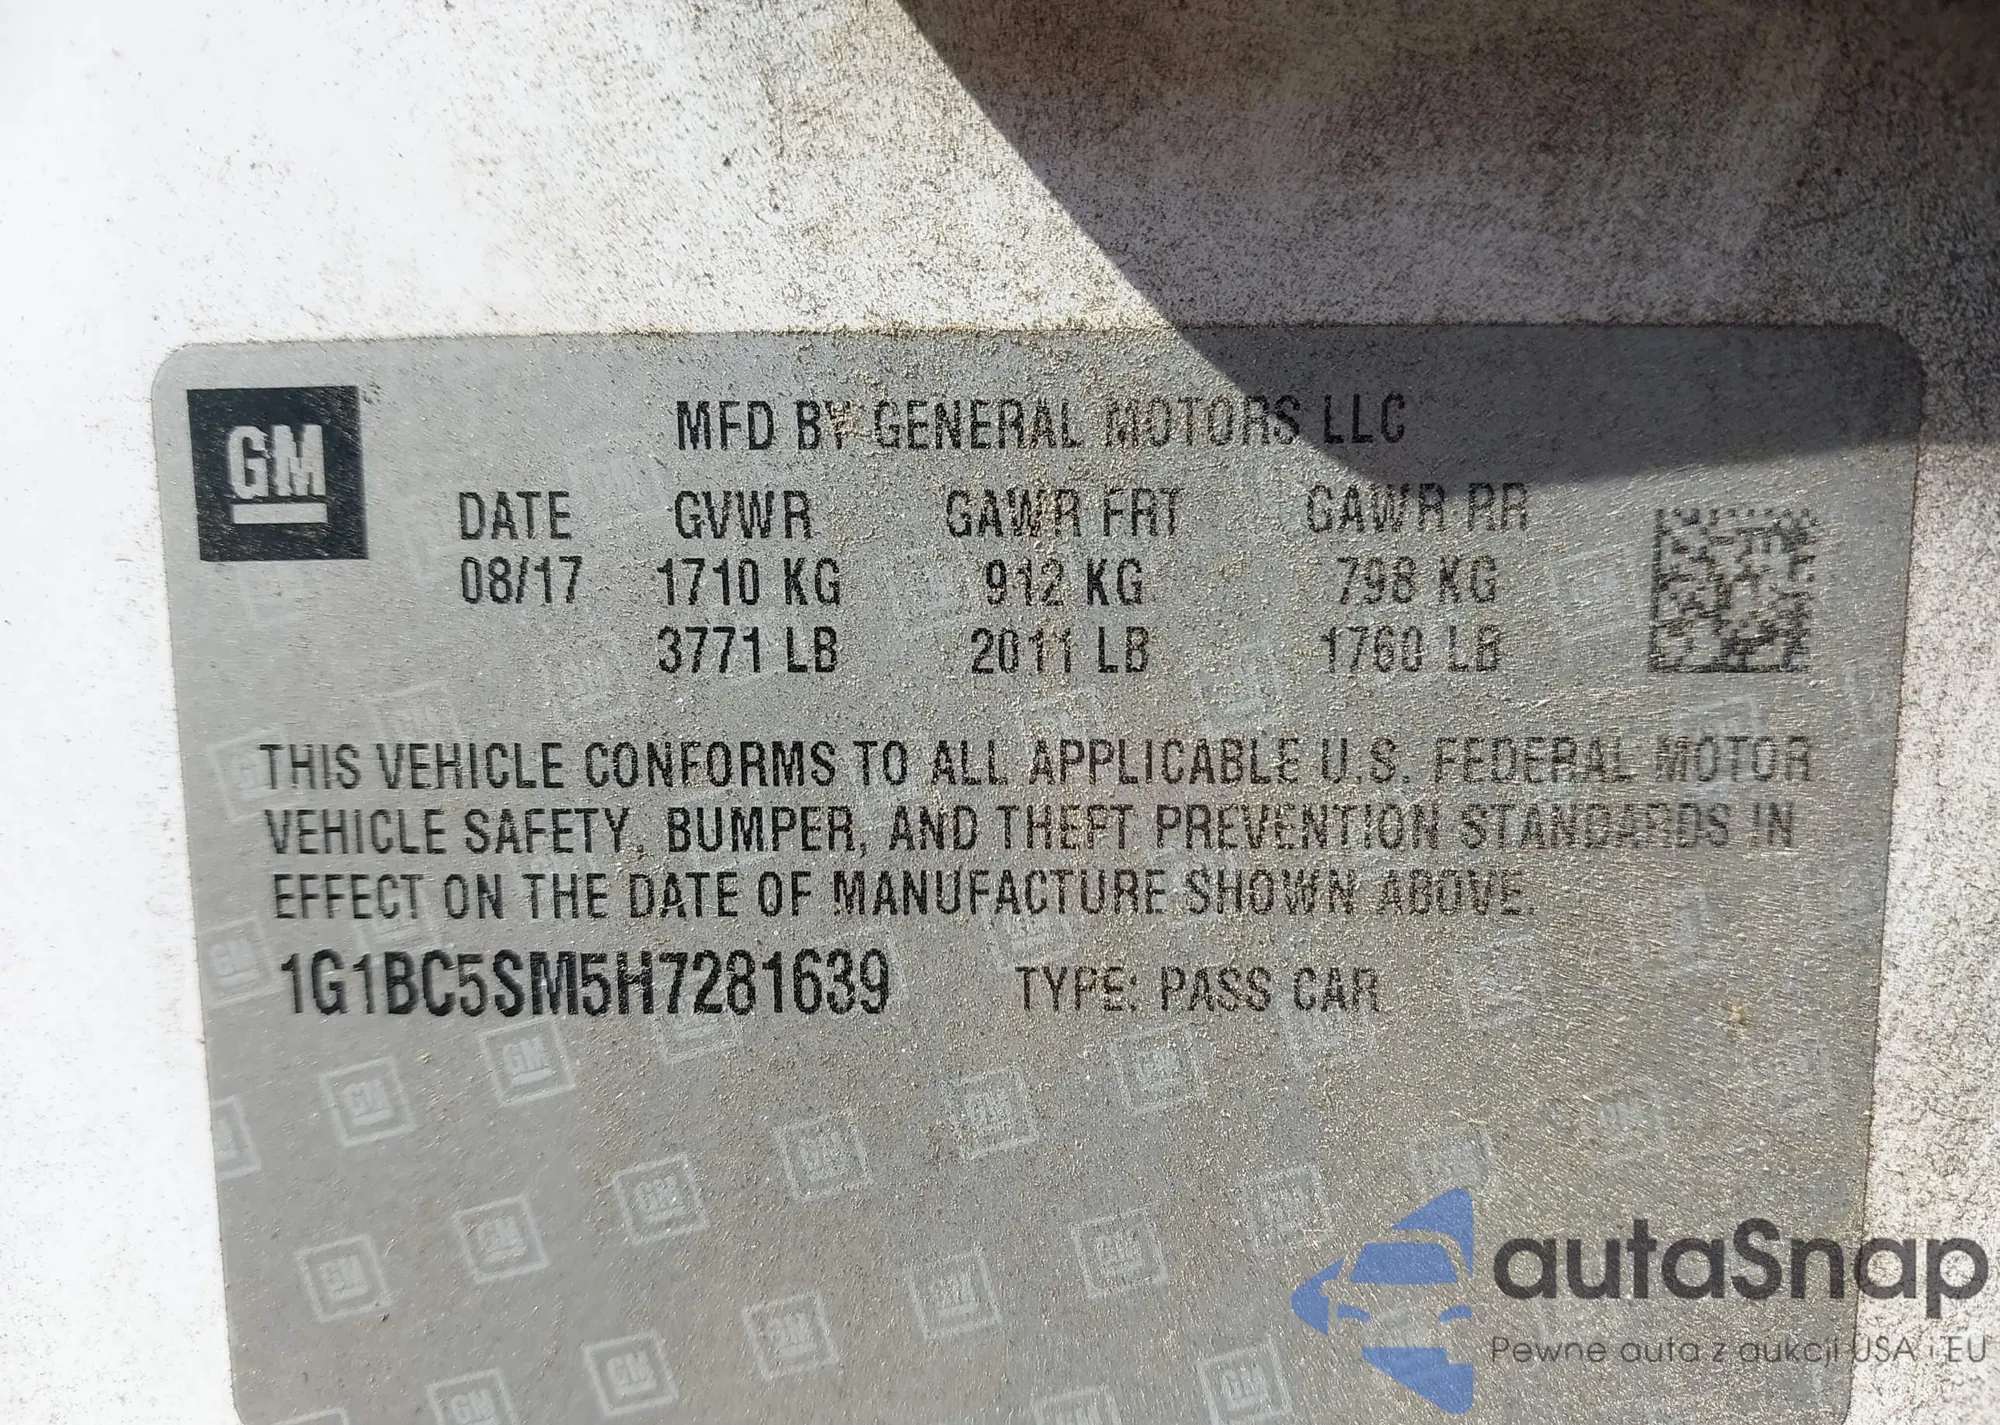 GM
MFD BY GENERAL MOTORS LLC
DATE GVWR GAWR FRT GAWR RR
08/17 1710 KG 912 KG 798 KG
3771 LB 2011 LB 1760 LB
THIS VEHICLE CONFORMS TO ALL APPLICABLE U.S. FEDERAL MOTOR
VEHICLE SAFETY, BUMPER, AND THEFT PREVENTION STANDARDS IN
EFFECT ON THE DATE OF MANUFACTURE SHOWN ABOVE.
1G1BC5SM5H7281639 TYPE: PASS CAR
autaSnap
Pewne auta z aukcji USA i EU